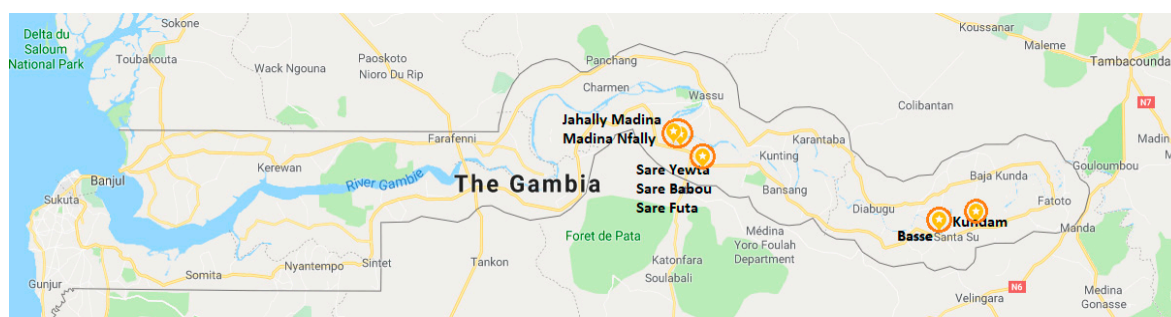 Sokone
Delta du
Saloum
National Park
Toubakouta
Wack Ngouna
Paoskoto
Nioro Du Rip
Panchang
Charmen
Wassu
Koussanar
Maleme
Tambacounda
N7
Colibantan
Jahally Madina
Madina Nfally
Farafenni
Karantaba
Kerewan
Banjul
River Gambie
The Gambia
Sare Yewta
Sare Babou
Sare Futa
Kunting
Bansang
Gouloumbou
Madin
M
Baja Kunda
Sukuta
Diabugu
Fatoto
Kundam
Basse
Santa Su
Manda
Foret de Pata
Médina
Yoro Foulah
Department
Somita
Nyantempo
Sintet
Tankon
Katonfara
Soulabali
Gunjur
N6
Velingara
Medina
Gonasse